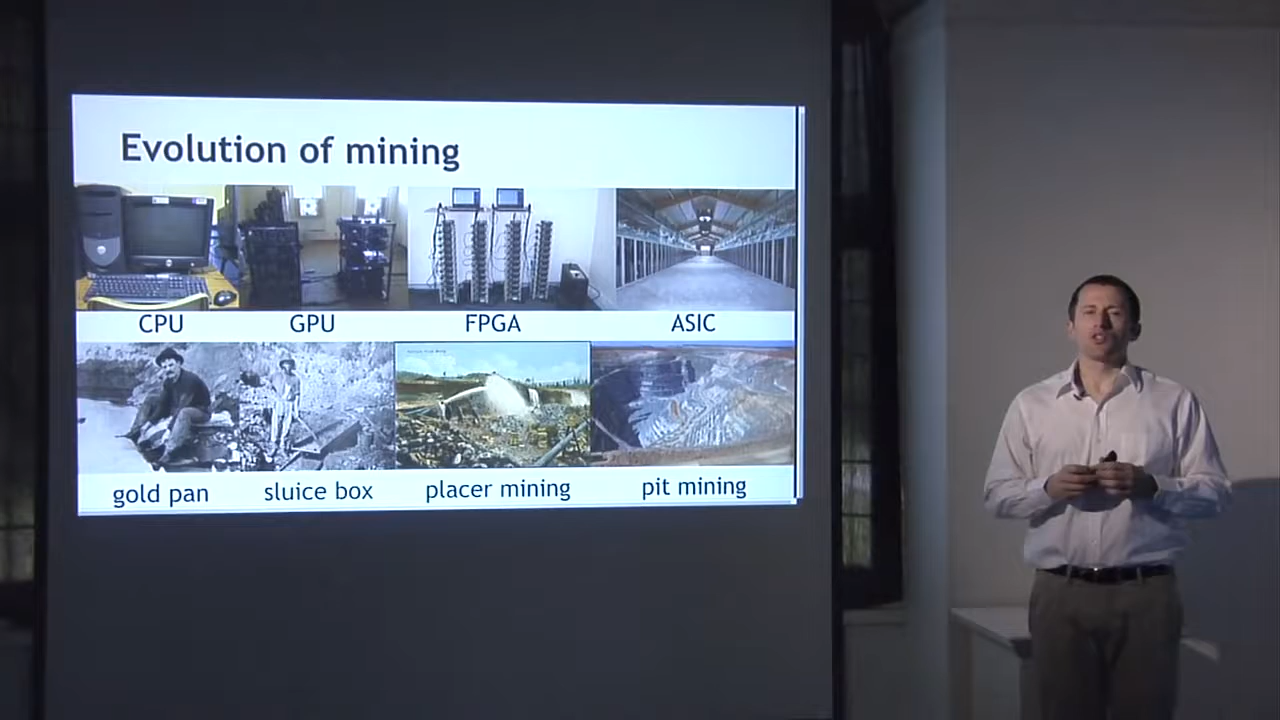 Evolution of mining
CPU GPU FPGA ASIC
gold pan sluice box placer mining pit mining